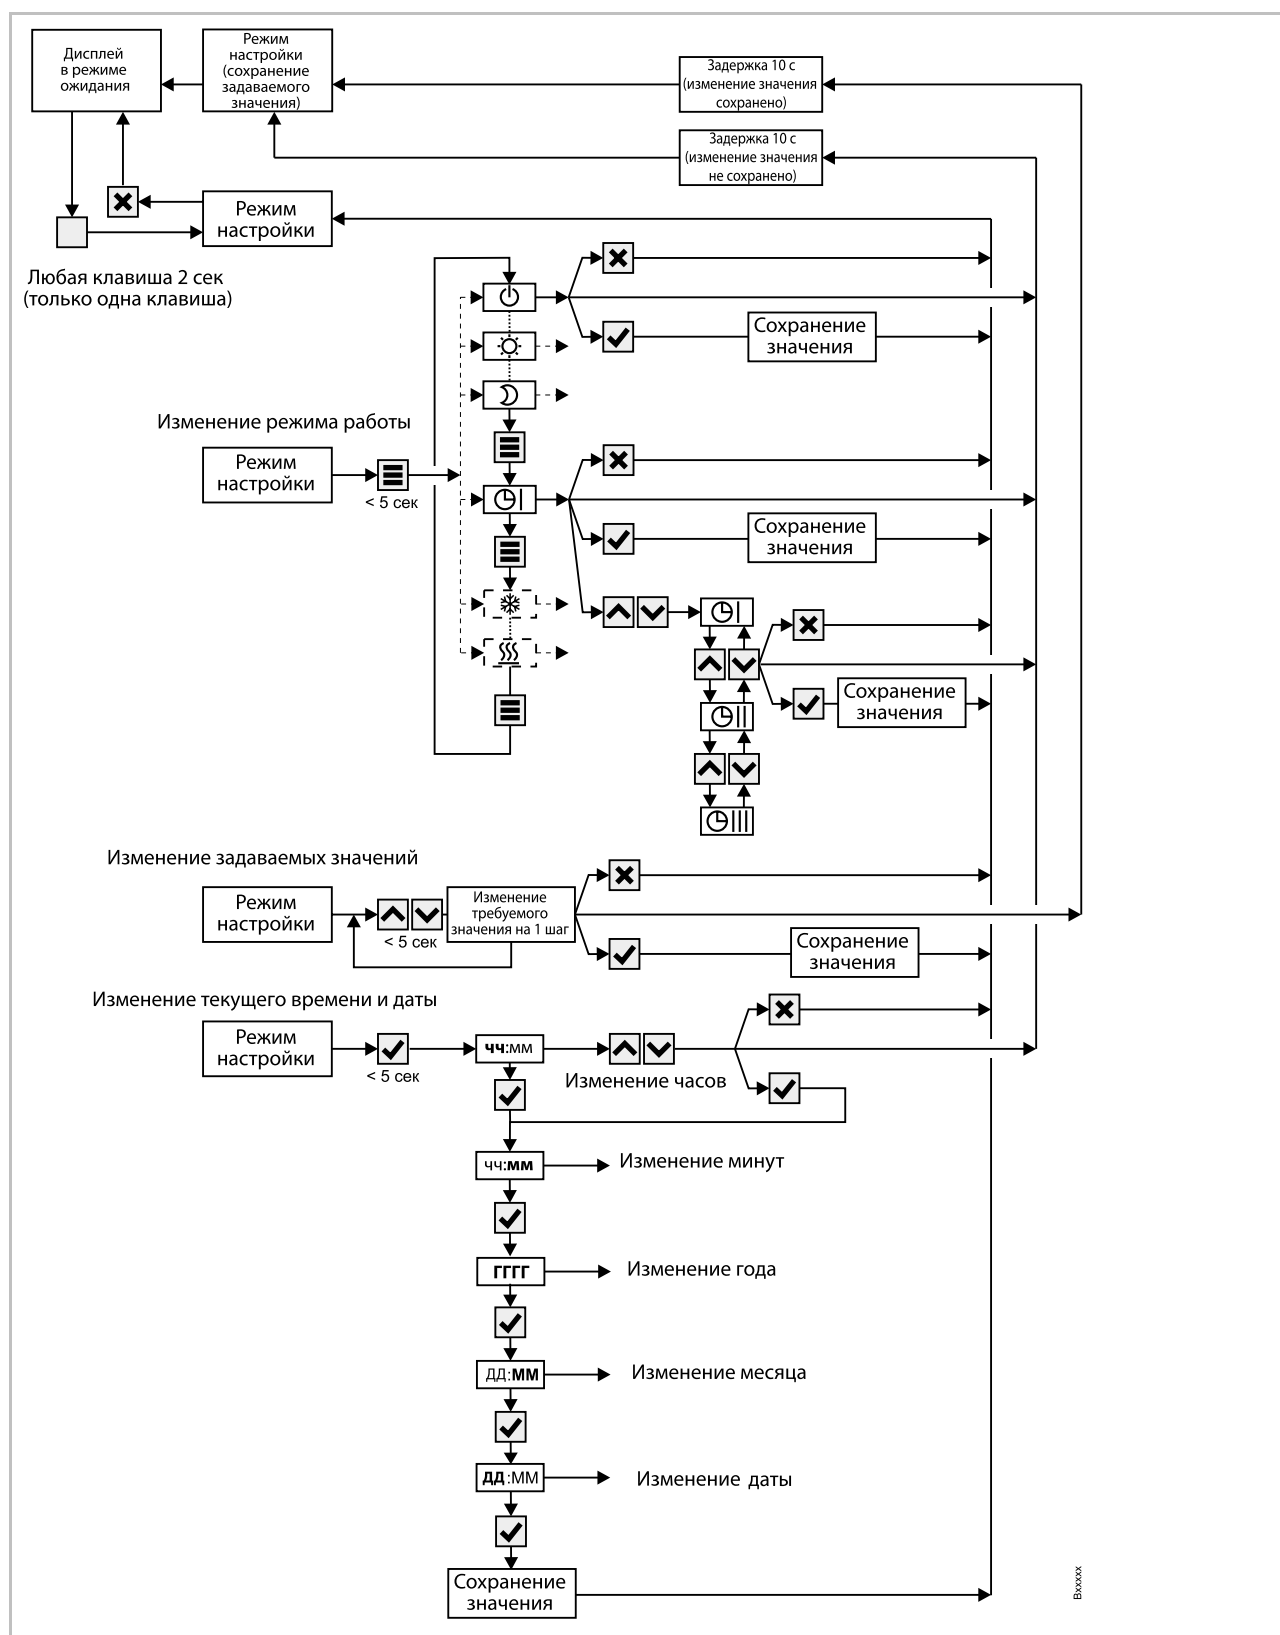 Дисплей
в режиме
ожидания
Режим
настройки
(сохранение
задаваемого
значения)
Задержка 10 с
(изменение значения
сохранено)
Задержка 10 с
(изменение значения
не сохранено)
Режим
настройки
Любая клавиша 2 сек
(только одна клавиша)
Сохранение
значения
Изменение режима работы
Режим
настройки
< 5 сек
Сохранение
значения
Сохранение
значения
Изменение задаваемых значений
Режим
настройки
< 5 сек
Изменение
требуемого
значения на 1 шаг
Сохранение
значения
Изменение текущего времени и даты
Режим
настройки
< 5 сек
чч:мм
Изменение часов
чч:мм
Изменение минут
ГГГГ
Изменение года
ДД:ММ
Изменение месяца
ДД:ММ
Изменение даты
Сохранение
значения
Bxxxxx